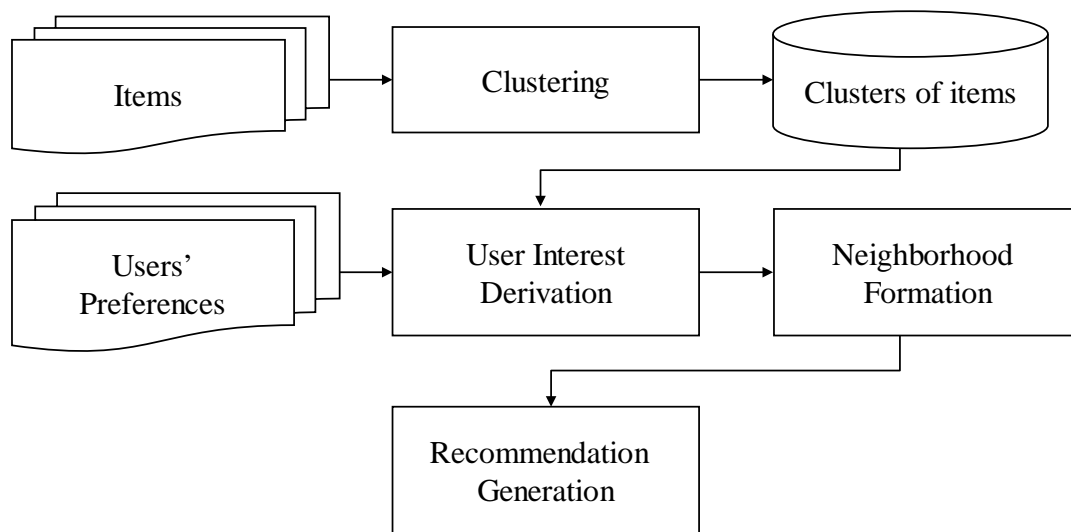 Items
Clustering
Clusters of items
Users’
Preferences
User Interest
Derivation
Neighborhood
Formation
Recommendation
Generation